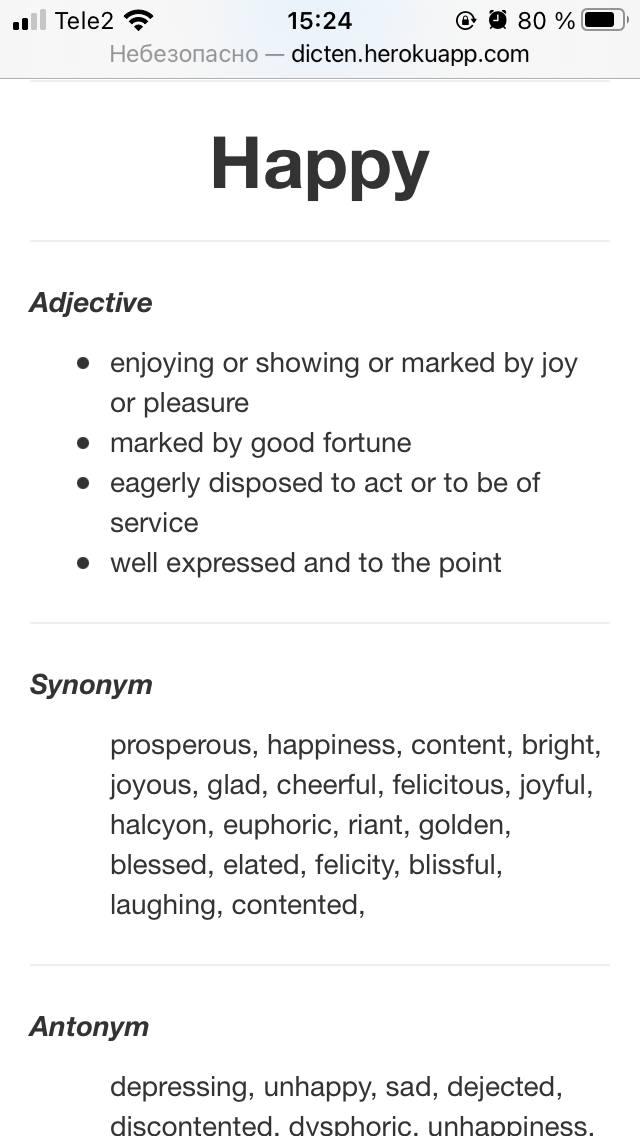 Tele2 15:24 80 %
Небезопасно — dicten.herokuapp.com
Happy
Adjective
• enjoying or showing or marked by joy
or pleasure
• marked by good fortune
• eagerly disposed to act or to be of
service
• well expressed and to the point
Synonym
prosperous, happiness, content, bright,
joyous, glad, cheerful, felicitous, joyful,
halcyon, euphoric, riant, golden,
blessed, elated, felicity, blissful,
laughing, contented,
Antonym
depressing, unhappy, sad, dejected,
discontented, dysphoric, unhappiness,